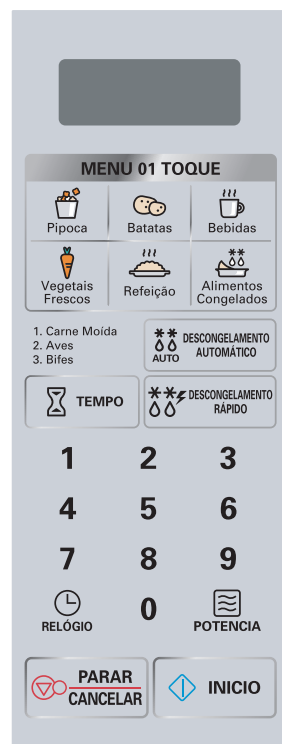 MENU 01 TOQUE
Pipoca
Batatas
Bebidas
Vegetais
Frescos
Refeição
Alimentos
Congelados
1. Carne Moída
2. Aves
3. Bifes
AUTO
DESCONGELAMENTO
AUTOMÁTICO
TEMPO
DESCONGELAMENTO
RÁPIDO
1 2 3
4 5 6
7 8 9
RELÓGIO
0
POTENCIA
PARAR
CANCELAR
INICIO